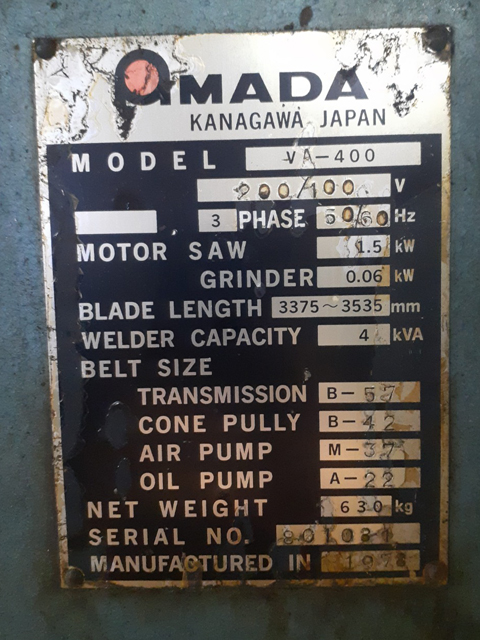 AMADA
KANAGAWA JAPAN
MODEL VA-400
200/100 V
3 PHASE 50/60 Hz
MOTOR SAW 1.5 kW
GRINDER 0.06 kW
BLADE LENGTH 3375~3535 mm
WELDER CAPACITY 4 kVA
BELT SIZE
TRANSMISSION B-57
CONE PULLY B-42
AIR PUMP M-37
OIL PUMP A-22
NET WEIGHT 630 kg
SERIAL NO.
MANUFACTURED IN